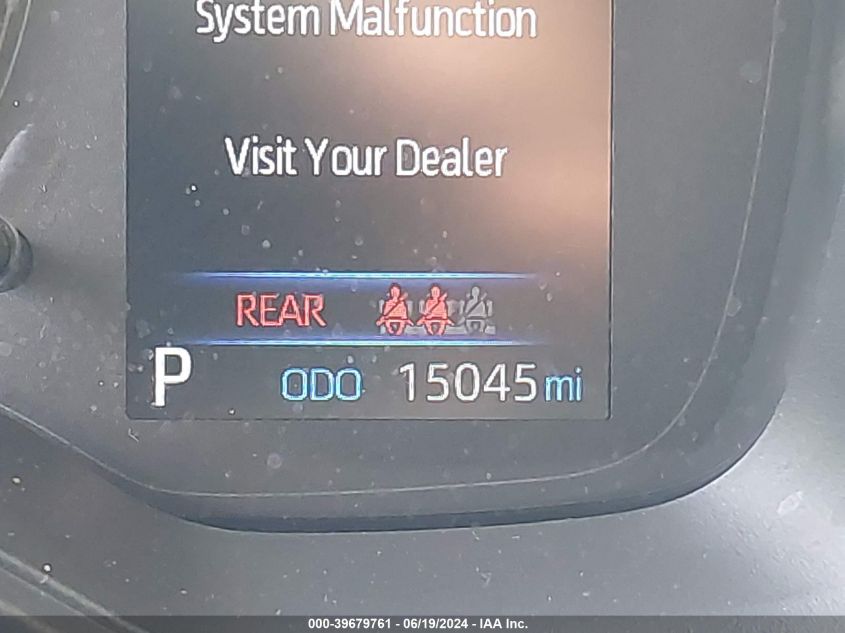 System Malfunction
Visit Your Dealer
REAR
P ODO 15045 mi
000-39679761 - 06/19/2024 - IAA Inc.